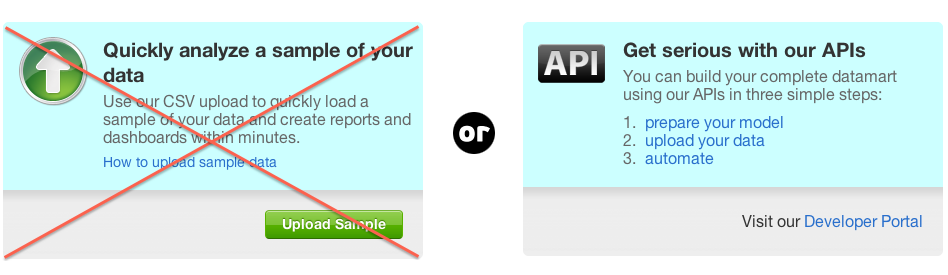 Quickly analyze a sample of your
data
Use our CSV upload to quickly load a
sample of your data and create reports and
dashboards within minutes.
How to upload sample data
Upload Sample
or
API
Get serious with our APIs
You can build your complete datamart
using our APIs in three simple steps:
1. prepare your model
2. upload your data
3. automate
Visit our Developer Portal